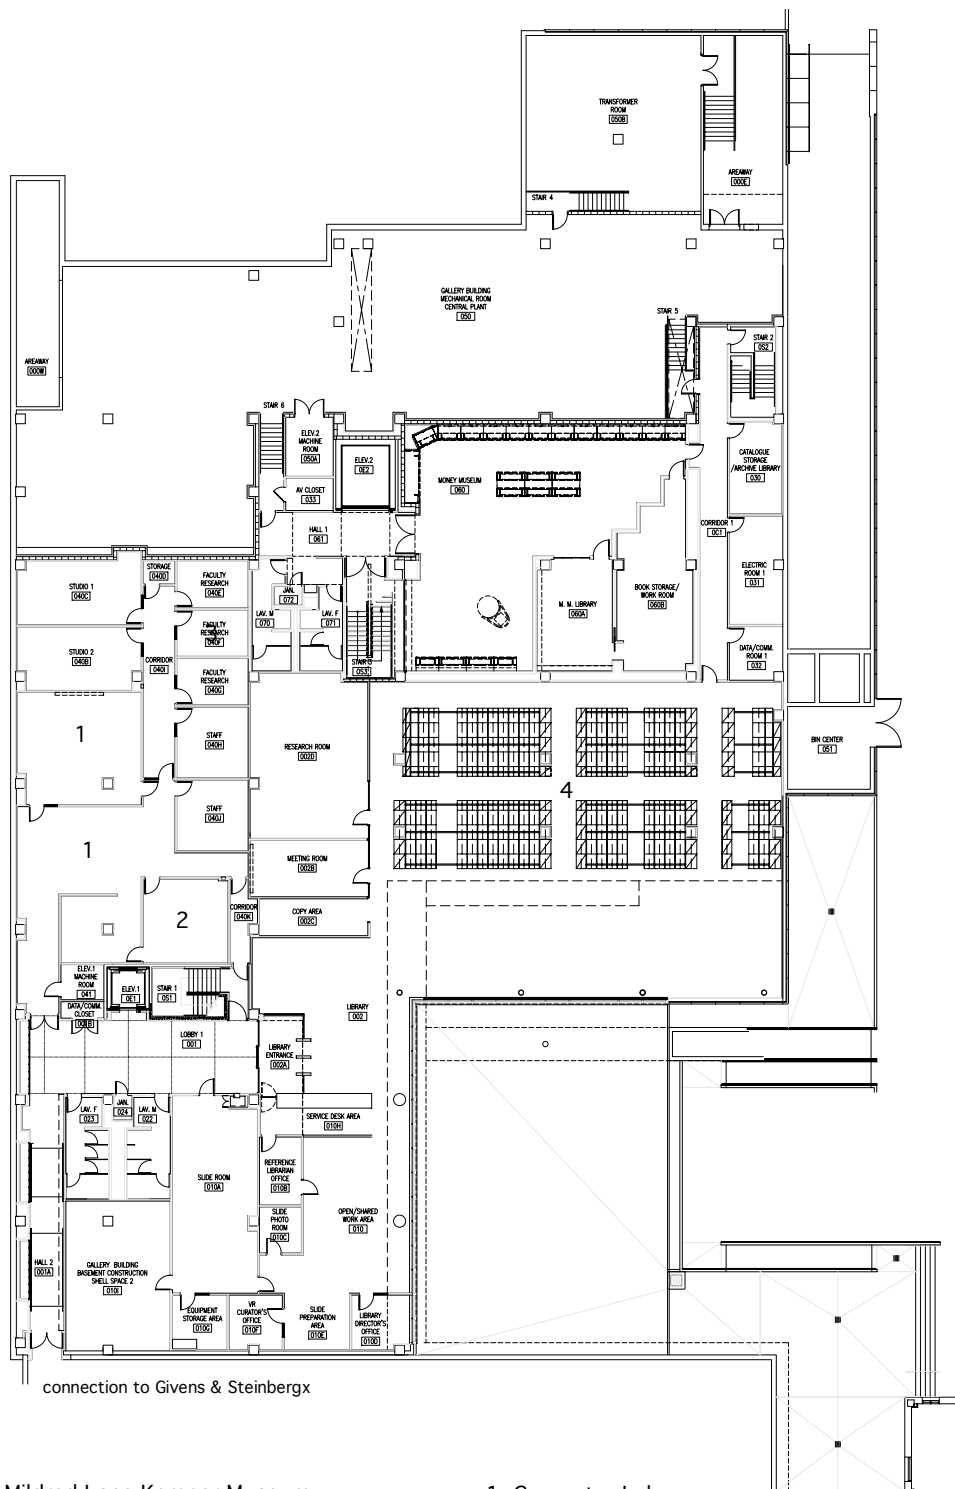 TRANSFORMER
ROOM
050B
AREAWAY
000E
STAIR 4
GALLERY BUILDING
MECHANICAL ROOM
CENTRAL PLANT
050
STAIR 5
STAIR 2
0S2
AREAWAY
000W
STAIR 6
ELEV.2
MACHINE
ROOM
050A
ELEV.2
0E2
AV CLOSET
033
MONEY MUSEUM
060
CATALOGUE
STORAGE
/ARCHIVE LIBRARY
030
HALL 1
061
CORRIDOR 1
0C1
ELECTRIC
ROOM 1
031
STUDIO 1
040C
STORAGE
040D
FACULTY
RESEARCH
040E
JAN.
072
LAV. M
070
LAV. F
071
M. M. LIBRARY
060A
BOOK STORAGE/
WORK ROOM
060B
FACULTY
RESEARCH
040F
STUDIO 2
040B
CORRIDOR
040I
STAIR 3
0S3
DATA/COMM.
ROOM 1
032
FACULTY
RESEARCH
040G
1
STAFF
040H
RESEARCH ROOM
002D
BIN CENTER
051
4
STAFF
040J
1
MEETING ROOM
002B
2
CORRIDOR
040K
COPY AREA
002C
ELEV.1
MACHINE
ROOM
041
ELEV.1
0E1
STAIR 1
0S1
DATA/COMM.
CLOSET
LIBRARY
002
LOBBY 1
001
LIBRARY
ENTRANCE
002A
LAV. F
023
JAN.
024
LAV. M
022
SERVICE DESK AREA
010H
SLIDE ROOM
010A
REFERENCE
LIBRARIAN
OFFICE
010B
SLIDE
PHOTO
ROOM
010C
OPEN/SHARED
WORK AREA
010
HALL 2
001A
GALLERY BUILDING
BASEMENT CONSTRUCTION
SHELL SPACE 2
010I
EQUIPMENT
STORAGE AREA
010G
VR
CURATOR'S
OFFICE
010F
SLIDE
PREPARATION
AREA
010E
LIBRARY
DIRECTOR'S
OFFICE
010D
connection to Givens & Steinbergx